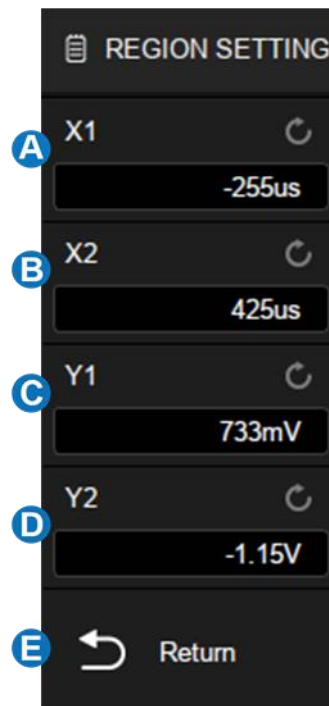 REGION SETTING
A
X1
-255us
B
X2
425us
C
Y1
733mV
D
Y2
-1.15V
E
Return